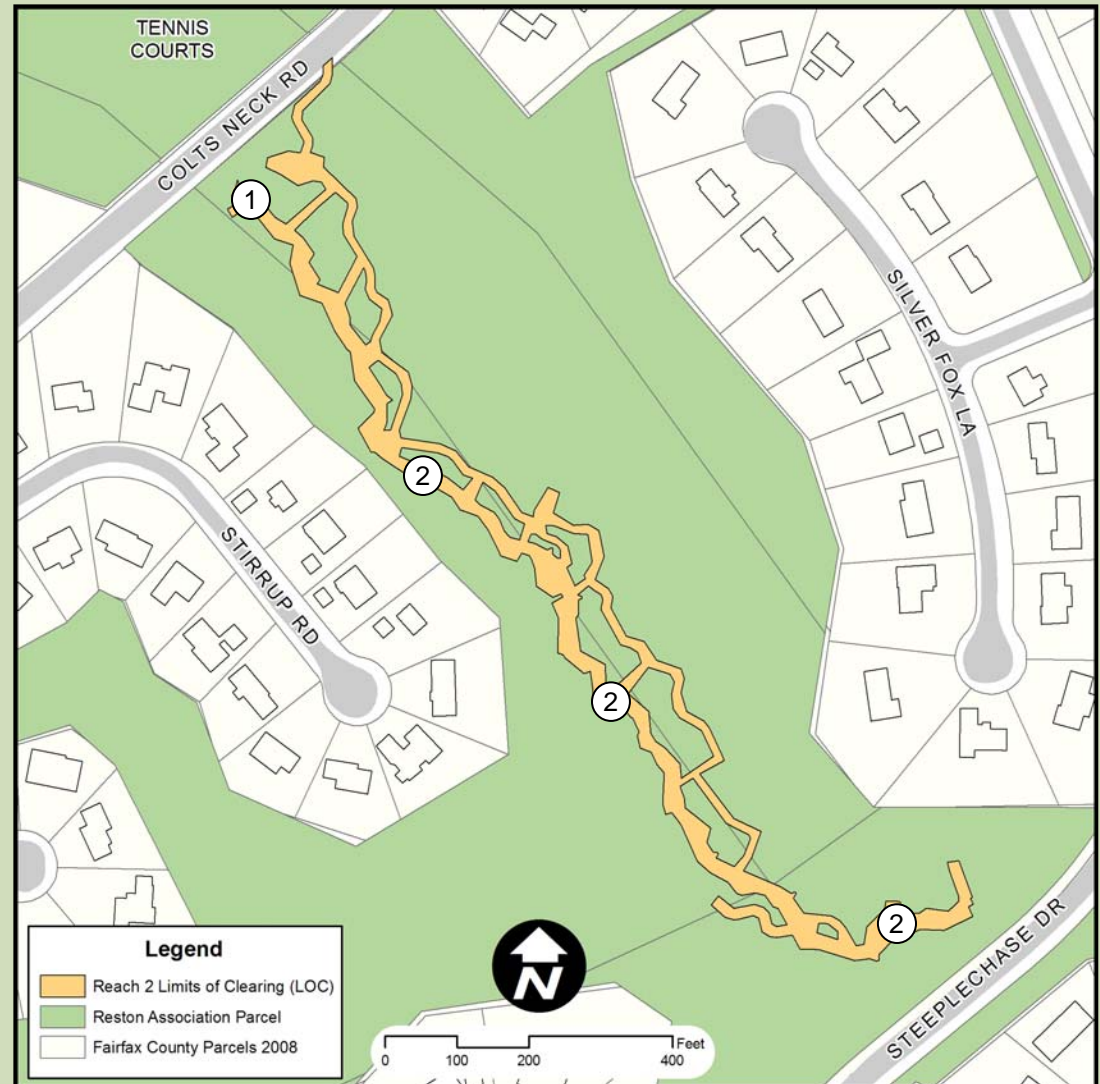 TENNIS
COURTS
COLTS NECK RD
1
SILVER FOX LA
2
STIRRUP RD
2
2
STEEPLECHASE DR
Legend
Reach 2 Limits of Clearing (LOC)
Reston Association Parcel
Fairfax County Parcels 2008
N
Feet
0 100 200 400